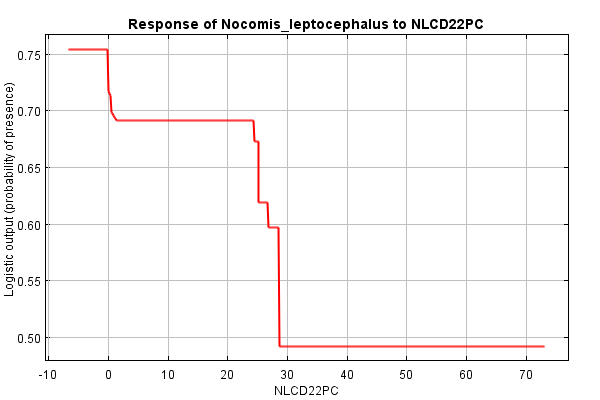 Response of Nocomis_leptocephalus to NLCD22PC
Logistic output (probability of presence)
0.75
0.70
0.65
0.60
0.55
0.50
-10 0 10 20 30 40 50 60 70
NLCD22PC